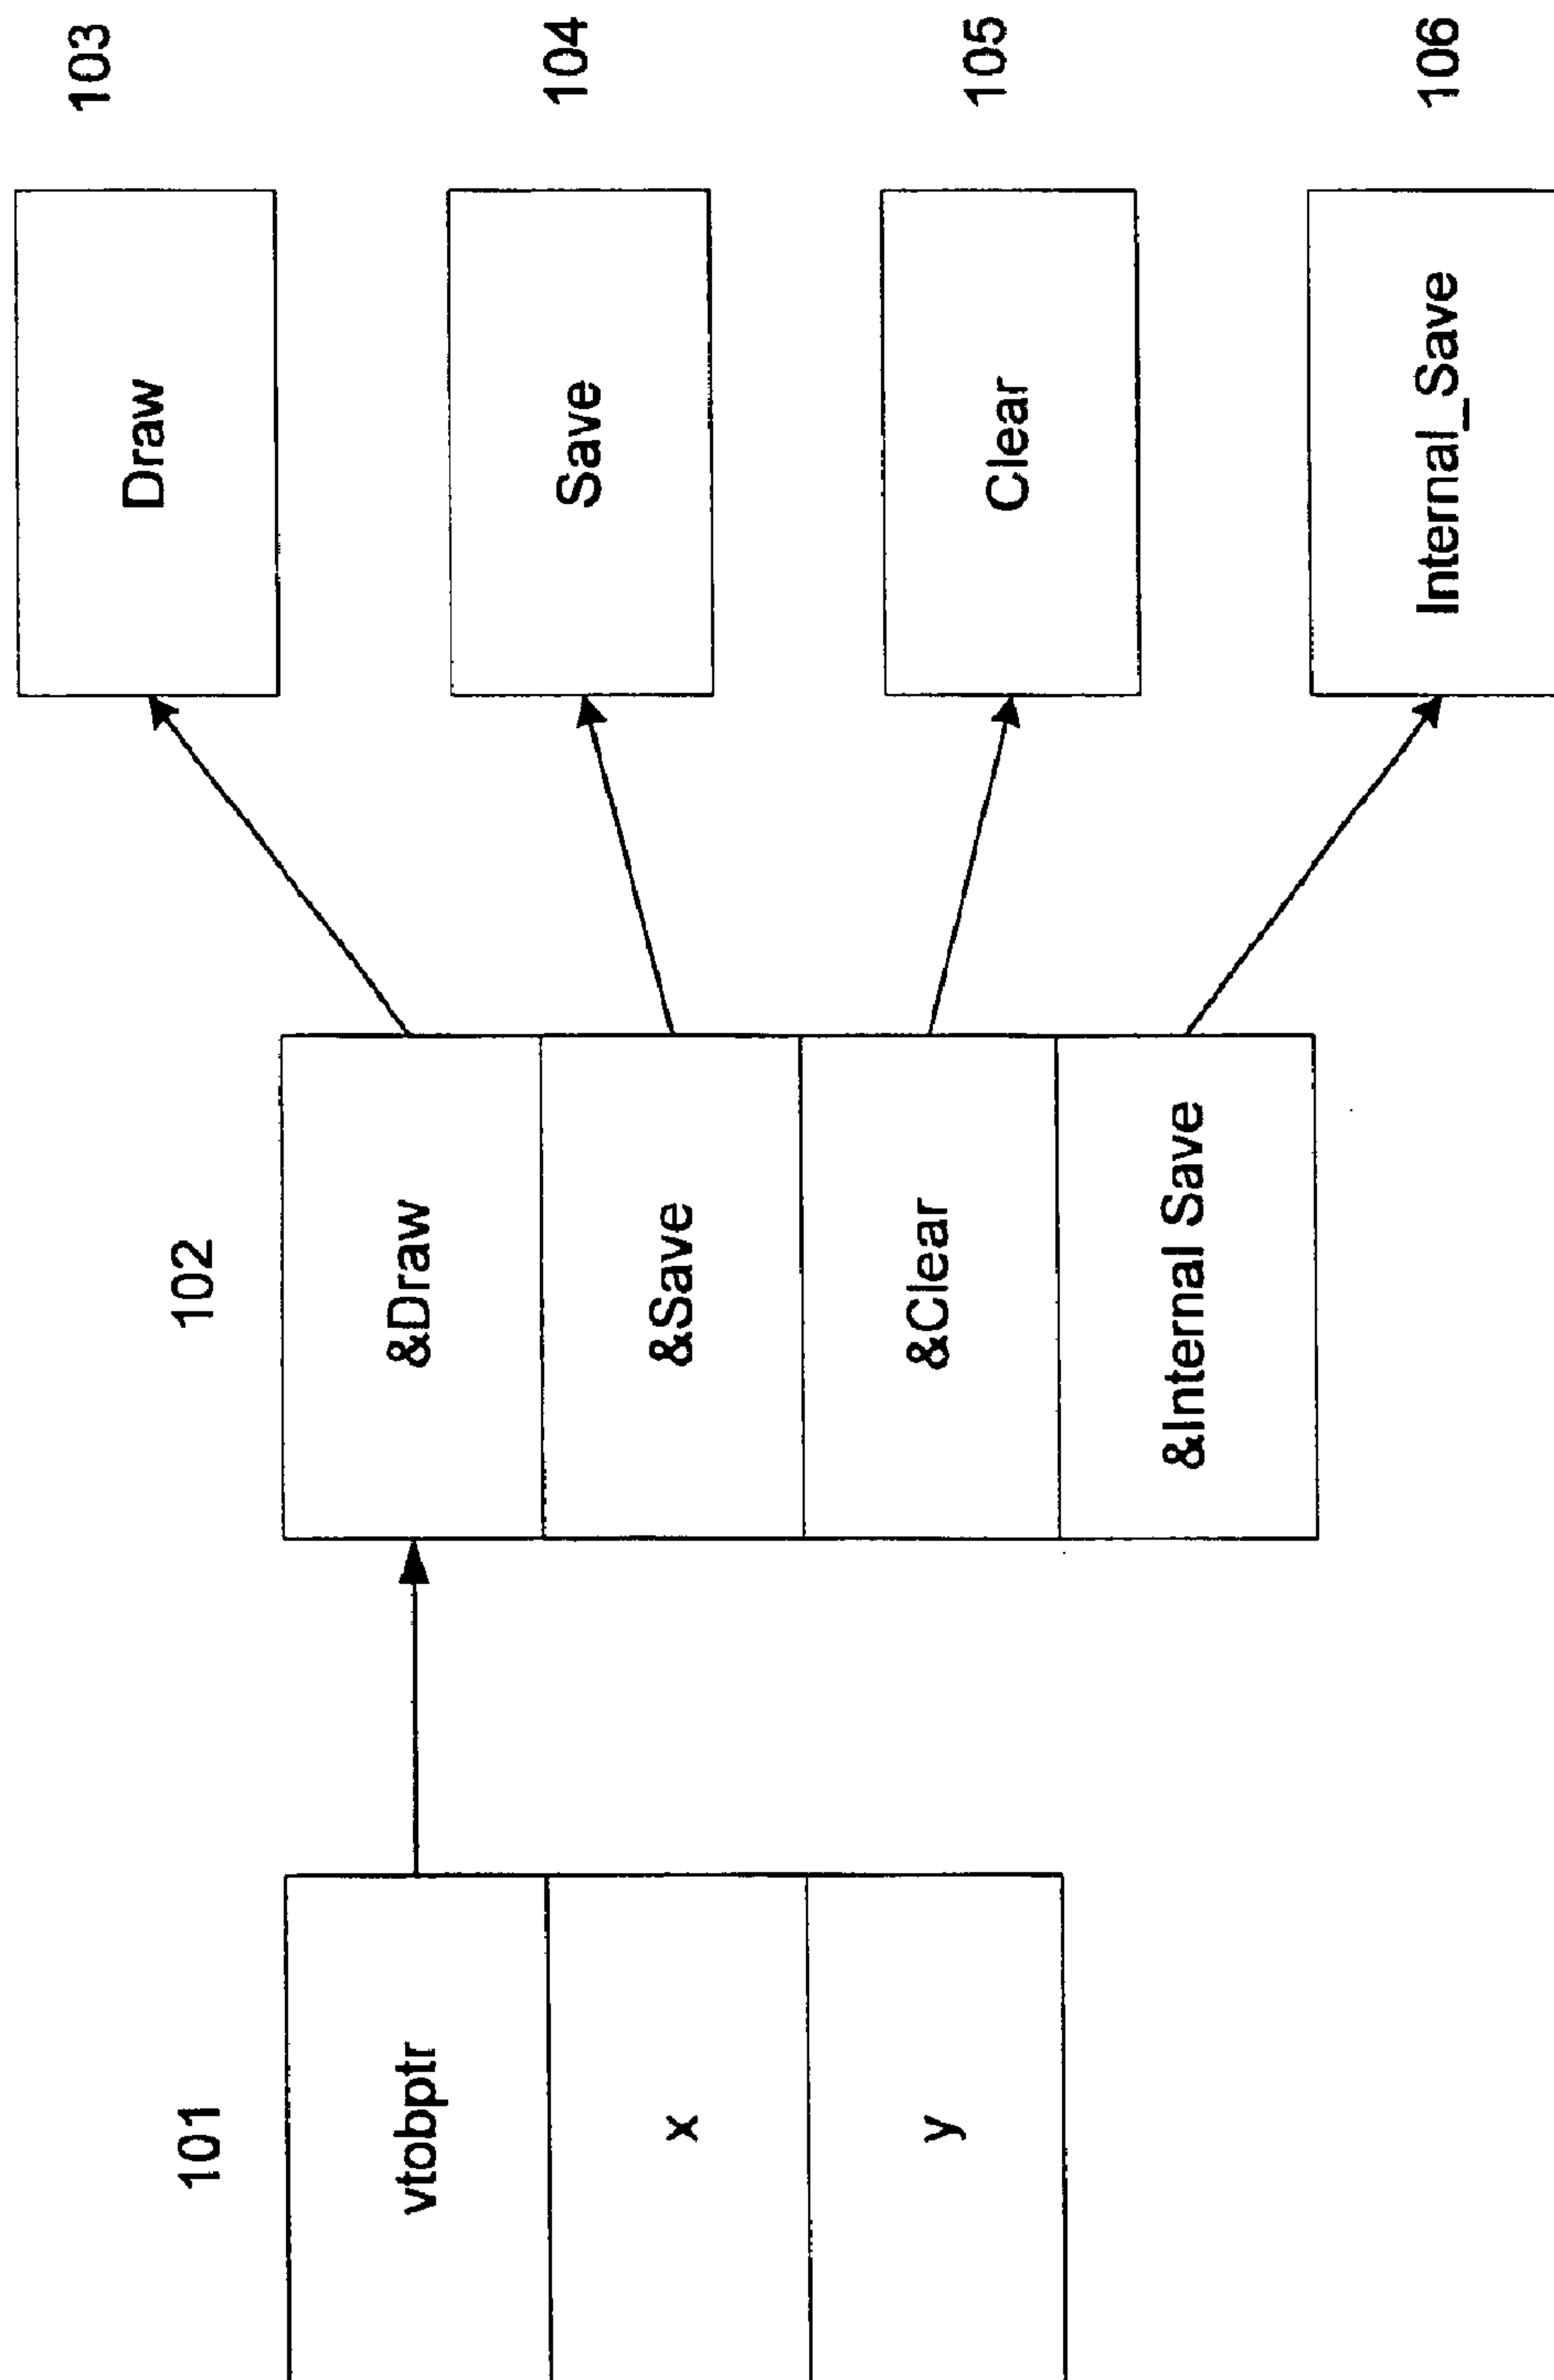 101
vtobptr
x
y
102
&Draw
&Save
&Clear
&Internal Save
Draw
103
Save
104
Clear
105
Internal_Save
106